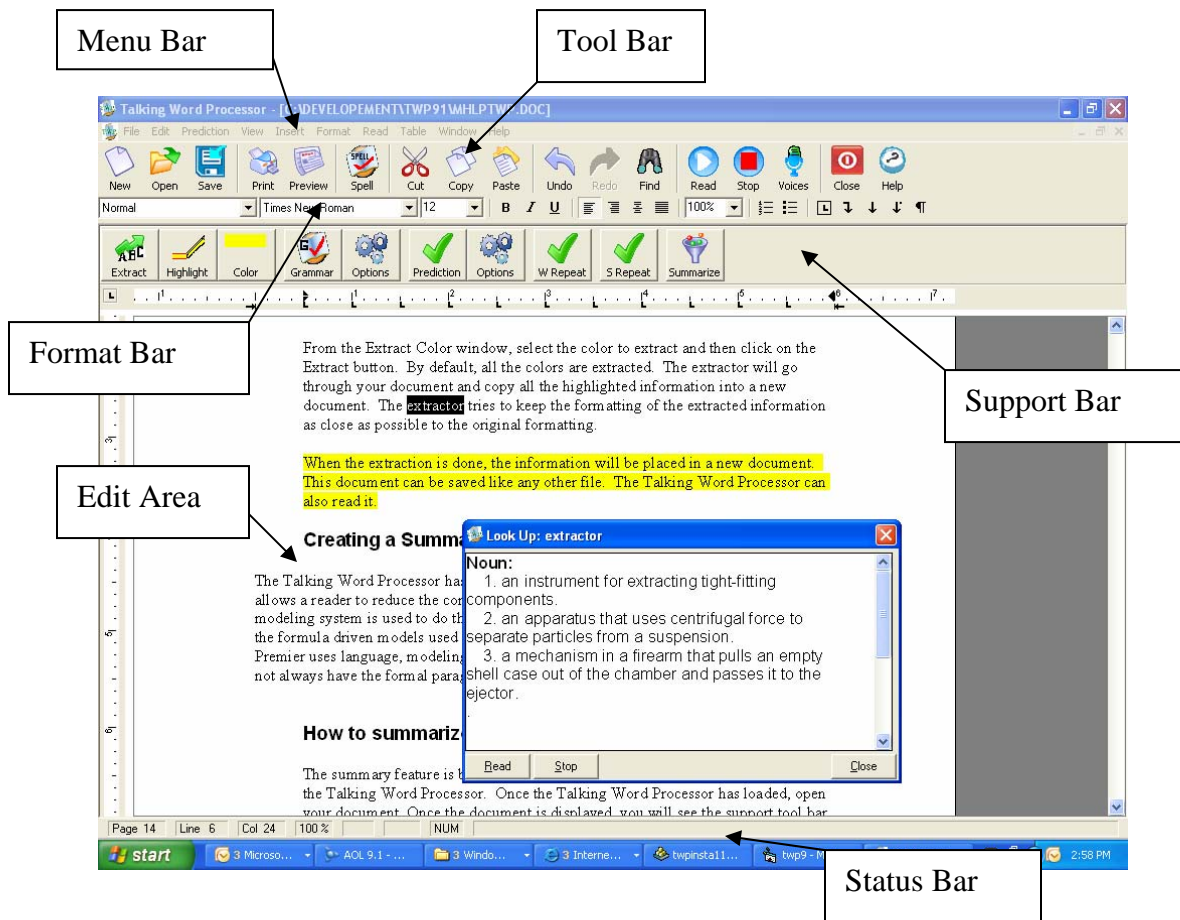 Menu Bar
Tool Bar
Talking Word Processor - [C:\DEVELOPEMENT\TWP91\MHLPTWP.DOC]
File Edit Prediction View Insert Format Read Table Window Help
New Open Save Print Preview Spell Cut Copy Paste Undo Redo Find Read Stop Voices Close Help
Normal Times New Roman 12 B I U 100%
Extract Highlight Color Grammar Options Prediction Options W Repeat S Repeat Summarize
1 1 2 3 4 5 6 7
Format Bar
Support Bar
Edit Area
From the Extract Color window, select the color to extract and then click on the
Extract button. By default, all the colors are extracted. The extractor will go
through your document and copy all the highlighted information into a new
document. The extractor tries to keep the formatting of the extracted information
as close as possible to the original formatting.
When the extraction is done, the information will be placed in a new document.
This document can be saved like any other file. The Talking Word Processor can
also read it.
Creating a Summa
The Talking Word Processor has
allows a reader to reduce the con
modeling system is used to do th
the formula driven models used
Premier uses language, modeling
not always have the formal parag
How to summariz
The summary feature is b
the Talking Word Processor. Once the Talking Word Processor has loaded, open
your document. Once the document is displayed, you will see the support tool bar
Look Up: extractor
Noun:
1. an instrument for extracting tight-fitting
components.
2. an apparatus that uses centrifugal force to
separate particles from a suspension.
3. a mechanism in a firearm that pulls an empty
shell case out of the chamber and passes it to the
ejector.
.
Read Stop Close
Page 14 Line 6 Col 24 100 % NUM
start 3 Microso... AOL 9.1 - ... 3 Windo... 3 Interne... twpinsta11... twp9 - M 2:58 PM
Status Bar